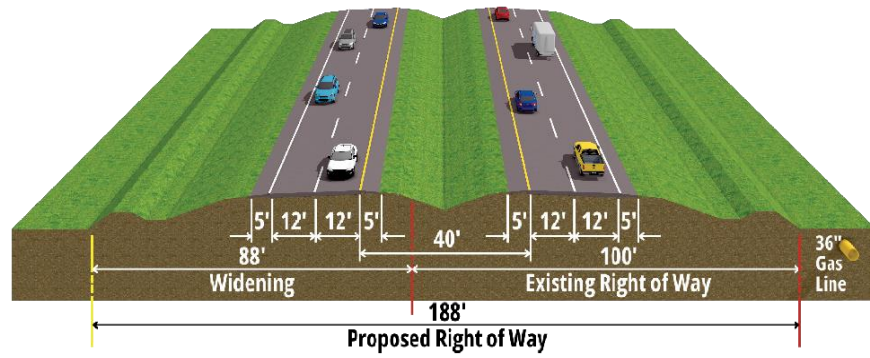 5' 12' 12' 5' 5' 12' 12' 5'
40'
88' 100'
Widening Existing Right of Way
36"
Gas
Line
188'
Proposed Right of Way